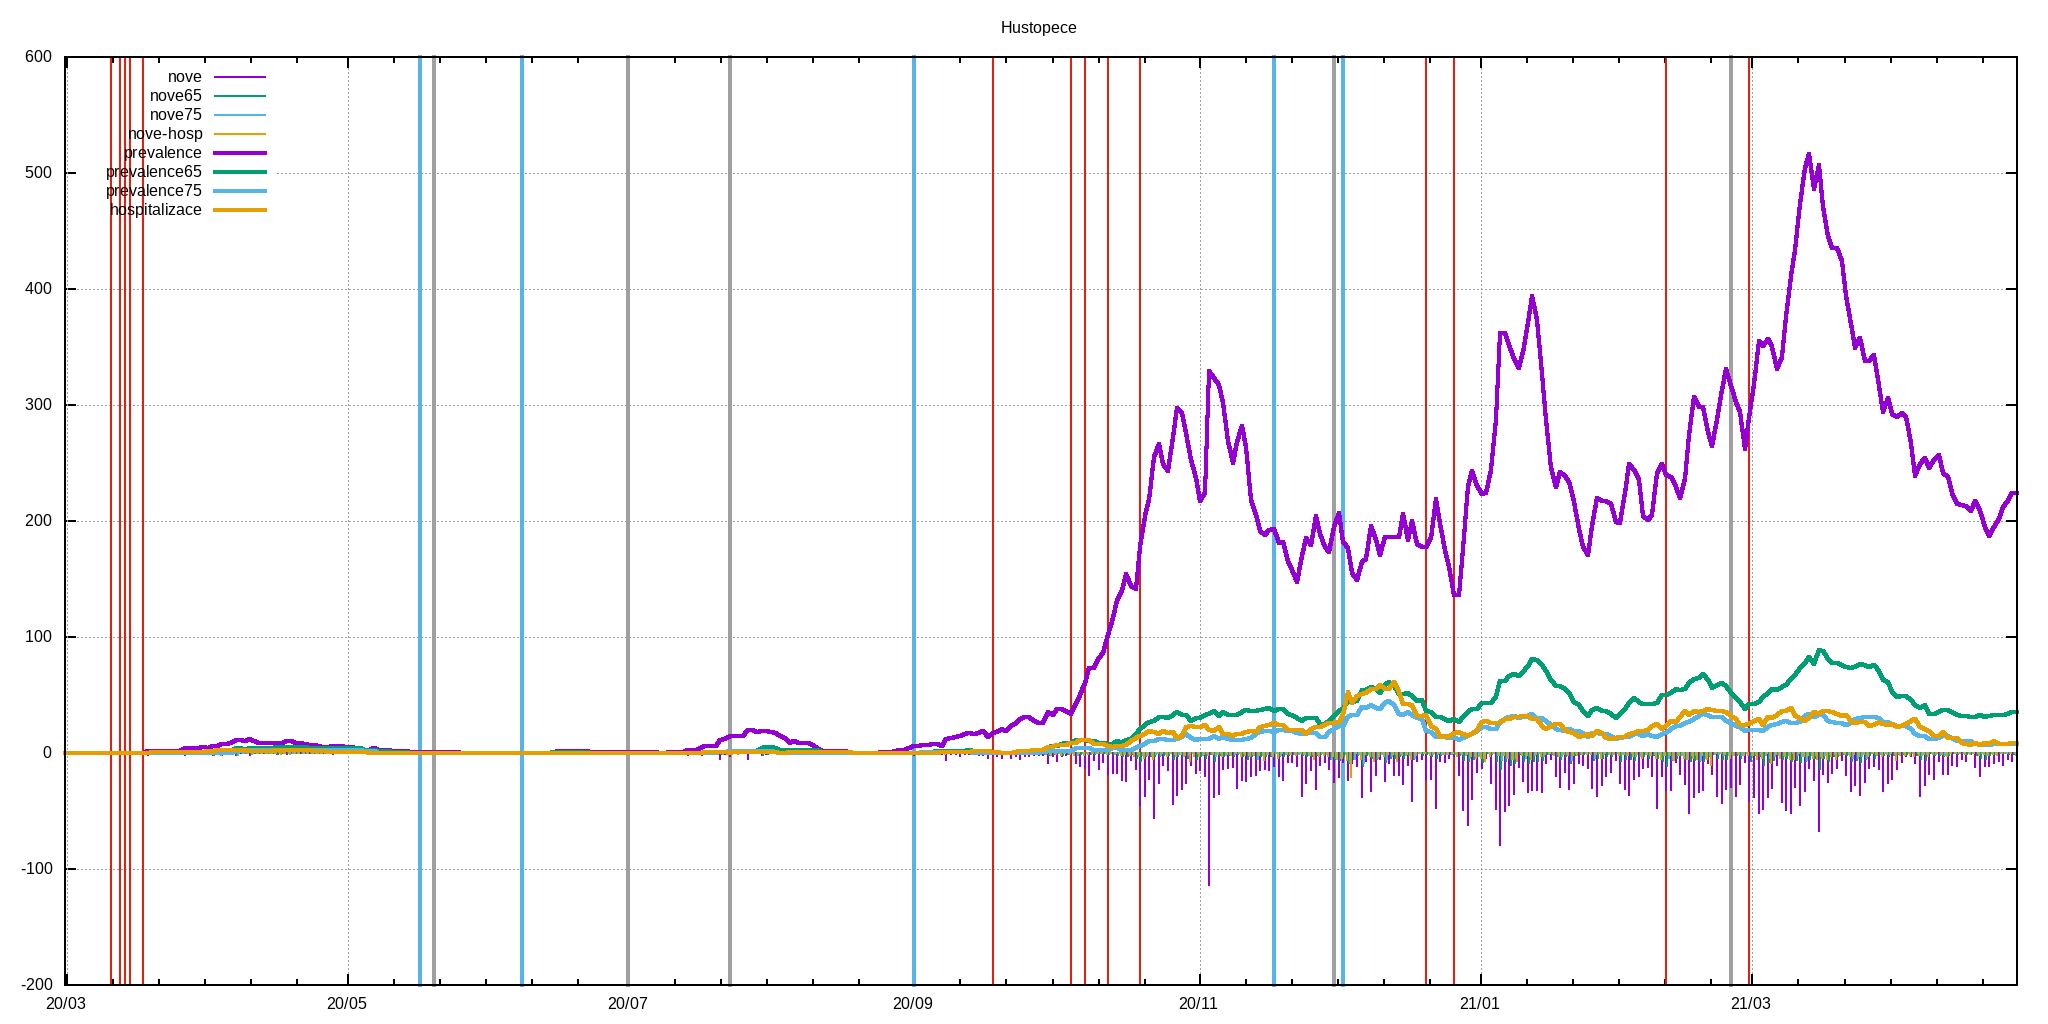 Hustopece
600
500
400
300
200
100
0
-100
-200
nove
nove65
nove75
nove-hosp
prevalence
prevalence65
prevalence75
hospitalizace
20/03
20/05
20/07
20/09
20/11
21/01
21/03